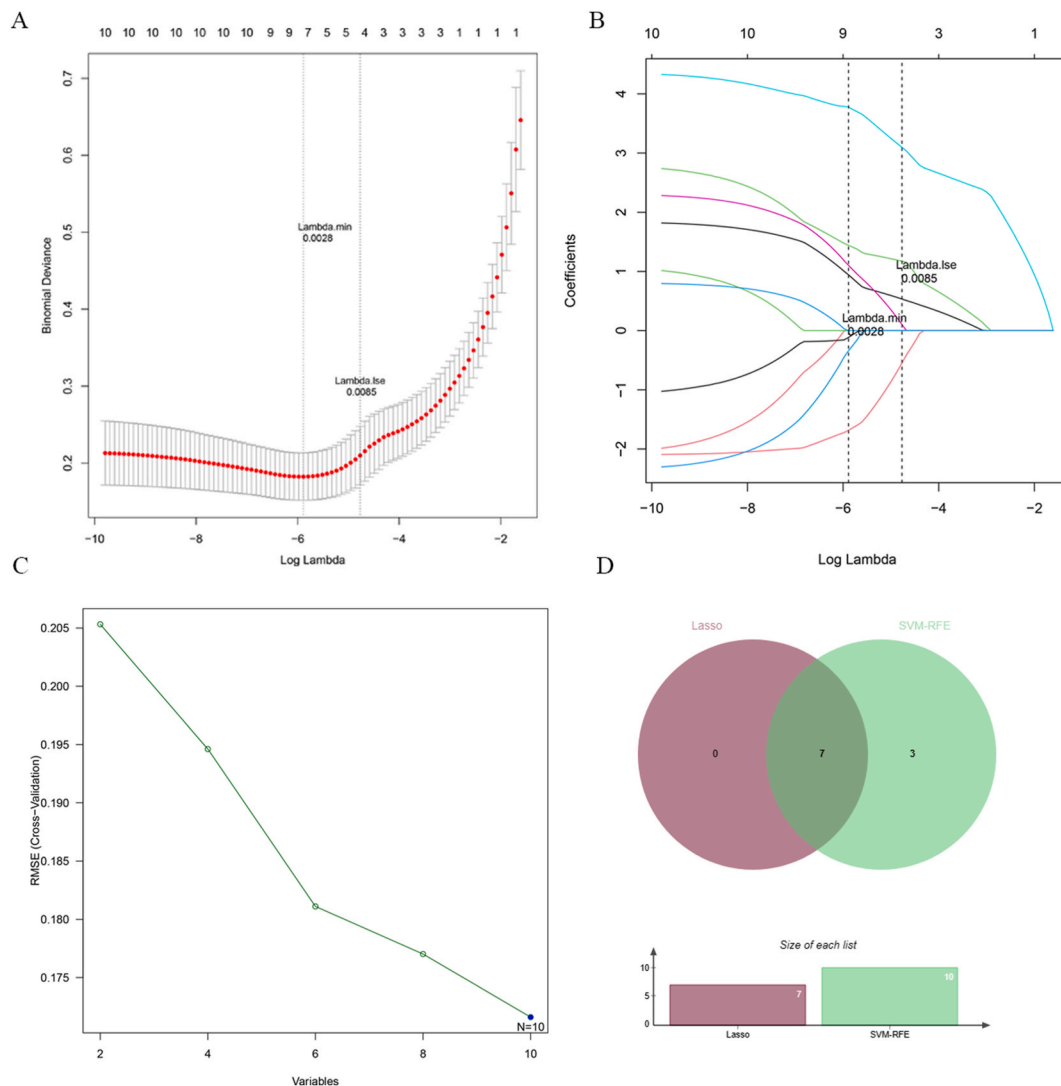 A
10 10 10 10 10 10 10 10 9 9 7 5 5 4 3 3 3 3 1 1 1 1
0.7
0.6
0.5
0.4
0.3
0.2
Binomial Deviance
Lambda.min
0.0028
Lambda.lse
0.0085
−10 −8 −6 −4 −2
Log Lambda
B
10 10 9 3 1
4
3
2
1
0
−1
−2
Coefficients
Lambda.lse
0.0085
Lambda.min
0.0028
−10 −8 −6 −4 −2
Log Lambda
C
0.205
0.200
0.195
0.190
0.185
0.180
0.175
RMSE (Cross−Validation)
N=10
2 4 6 8 10
Variables
D
Lasso SVM-RFE
0 7 3
Size of each list
10
5
0
7
10
Lasso SVM-RFE